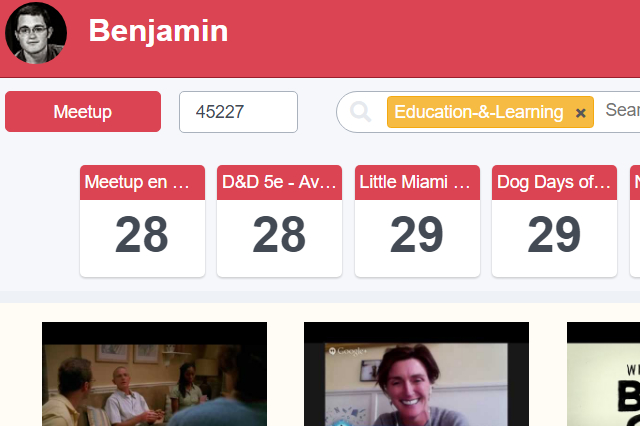 Benjamin
Meetup
45227
Education-&-Learning ×
Sear
Meetup en …
D&D 5e - Av…
Little Miami …
Dog Days of…
28
28
29
29
Google+